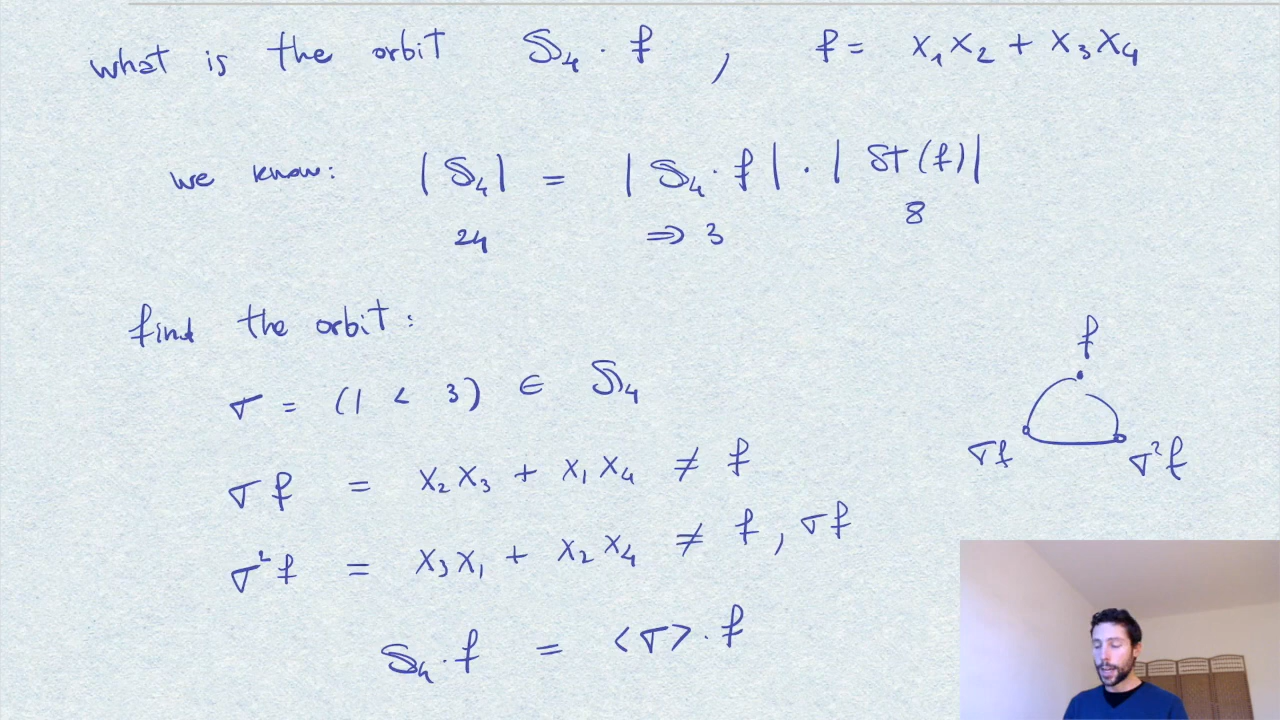 what is the orbit 𝕊₄ · f , f = x₁x₂ + x₃x₄
we know: |𝕊₄| = |𝕊₄ · f| · |St(f)|
24 ⇒ 3 8
find the orbit:
σ = (1 2 3) ∈ 𝕊₄
σf = x₂x₃ + x₁x₄ ≠ f
σ²f = x₃x₁ + x₂x₄ ≠ f, σf
𝕊₄ · f = <σ> · f
f
σf
σ²f